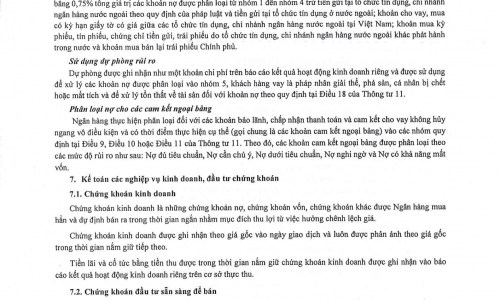 bằng 0,75% tổng giá trị các khoản nợ được phân loại từ nhóm 1 đến nhóm 4 trừ tiền gửi tại tổ chức tín dụng, chi nhánh
ngân hàng nước ngoài theo quy định của pháp luật và tiền gửi tại tổ chức tín dụng ở nước ngoài; khoản cho vay, mua
có kỳ hạn giấy tờ có giá giữa các tổ chức tín dụng, chi nhánh ngân hàng nước ngoài tại Việt Nam; khoản mua kỳ
phiếu, tín phiếu, chứng chỉ tiền gửi, trái phiếu do tổ chức tín dụng, chi nhánh ngân hàng nước ngoài khác phát hành
trong nước và khoản mua bán lại trái phiếu Chính phủ.
Sử dụng dự phòng rủi ro
Dự phòng được ghi nhận như một khoản chi phí trên báo cáo kết quả hoạt động kinh doanh riêng và được sử dụng
để xử lý các khoản nợ được phân loại vào nhóm 5, khách hàng vay là pháp nhân giải thể, phá sản, cá nhân bị chết
hoặc mất tích và để xử lý tổn thất về tài sản đối với khoản nợ theo quy định tại Điều 18 của Thông tư 11.
Phân loại nợ cho các cam kết ngoại bảng
Ngân hàng thực hiện phân loại đối với các khoản bảo lãnh, chấp nhận thanh toán và cam kết cho vay không hủy
ngang vô điều kiện và có thời điểm thực hiện cụ thể (gọi chung là các khoản cam kết ngoại bảng) vào các nhóm quy
định tại Điều 9, Điều 10 hoặc Điều 11 của Thông tư 11. Theo đó, các khoản cam kết ngoại bảng được phân loại theo
các mức độ rủi ro như sau: Nợ đủ tiêu chuẩn, Nợ cần chú ý, Nợ dưới tiêu chuẩn, Nợ nghi ngờ và Nợ có khả năng mất
vốn.
7. Kế toán các nghiệp vụ kinh doanh, đầu tư chứng khoán
7.1. Chứng khoán kinh doanh
Chứng khoán kinh doanh là những chứng khoán nợ, chứng khoán vốn, chứng khoán khác được Ngân hàng mua
hẳn và dự định bán ra trong thời gian ngắn nhằm mục đích thu lợi từ việc hưởng chênh lệch giá.
Chứng khoán kinh doanh được ghi nhận theo giá gốc vào ngày giao dịch và luôn được phản ánh theo giá gốc
trong thời gian nắm giữ tiếp theo.
Tiền lãi và cổ tức bằng tiền thu được trong thời gian nắm giữ chứng khoán kinh doanh được ghi nhận vào báo
cáo kết quả hoạt động kinh doanh riêng trên cơ sở thực thu.
7.2. Chứng khoán đầu tư sẵn sàng để bán